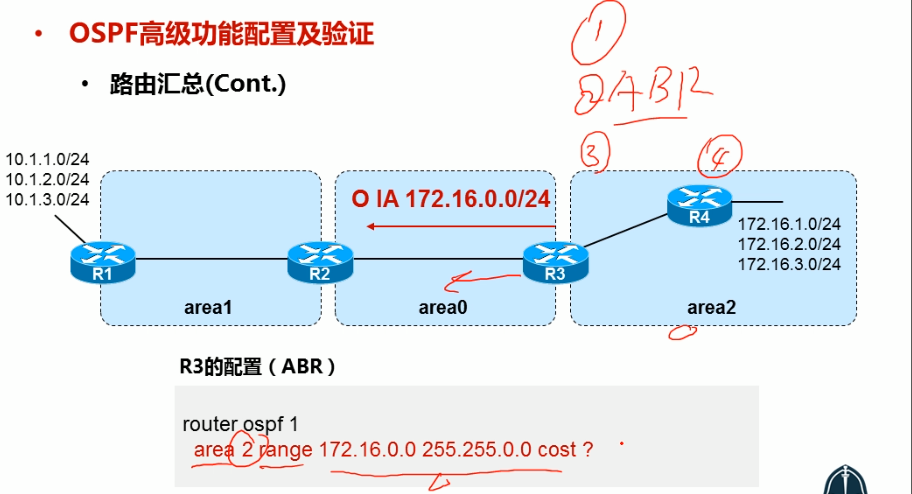 • OSPF高级功能配置及验证
• 路由汇总(Cont.)
①
② ABR
③
④
10.1.1.0/24
10.1.2.0/24
10.1.3.0/24
O IA 172.16.0.0/24
R4
172.16.1.0/24
172.16.2.0/24
172.16.3.0/24
R1
R2
R3
area1
area0
area2
R3的配置（ABR）
router ospf 1
area 2 range 172.16.0.0 255.255.0.0 cost ?